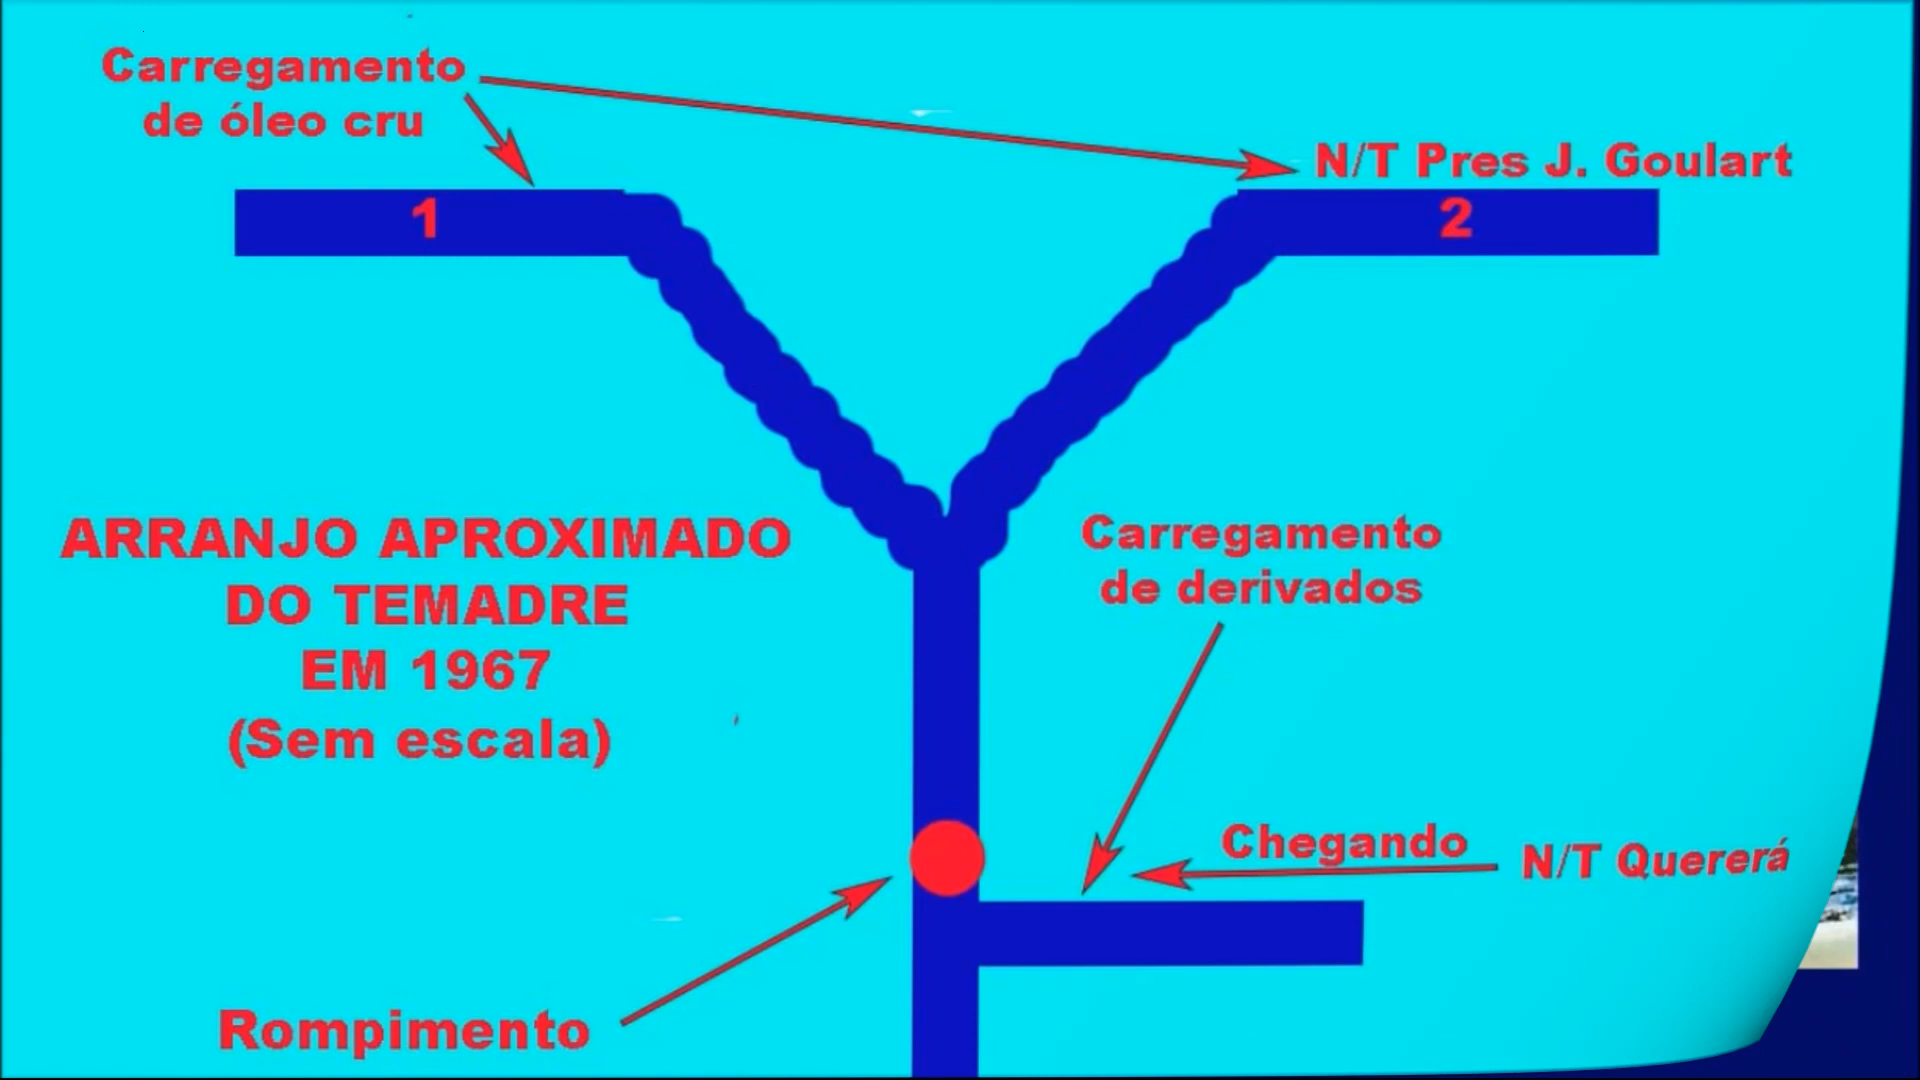 Carregamento
de óleo cru
N/T Pres J. Goulart
1
2
ARRANJO APROXIMADO
DO TEMADRE
EM 1967
(Sem escala)
Carregamento
de derivados
Chegando
N/T Quererá
Rompimento